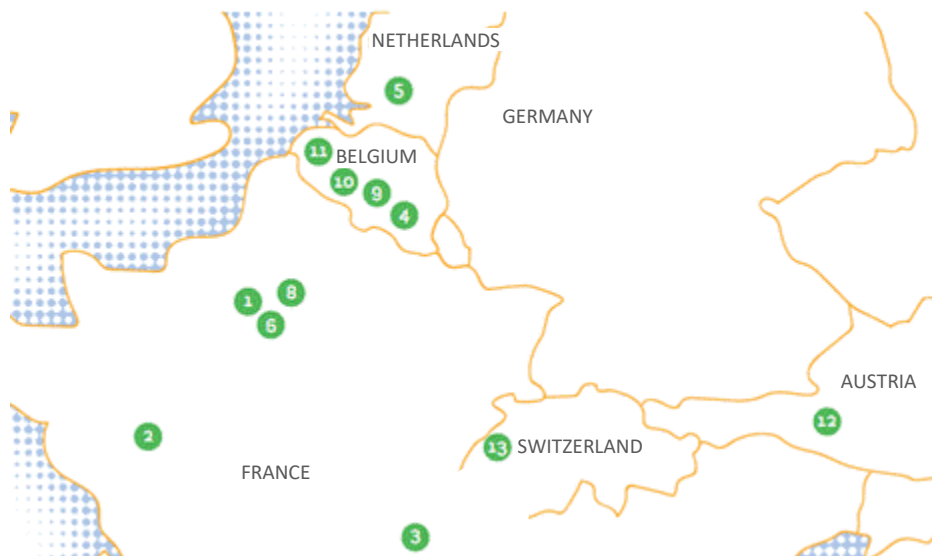 NETHERLANDS
5
GERMANY
11
BELGIUM
10
9
4
8
1
6
AUSTRIA
12
2
13
SWITZERLAND
FRANCE
3